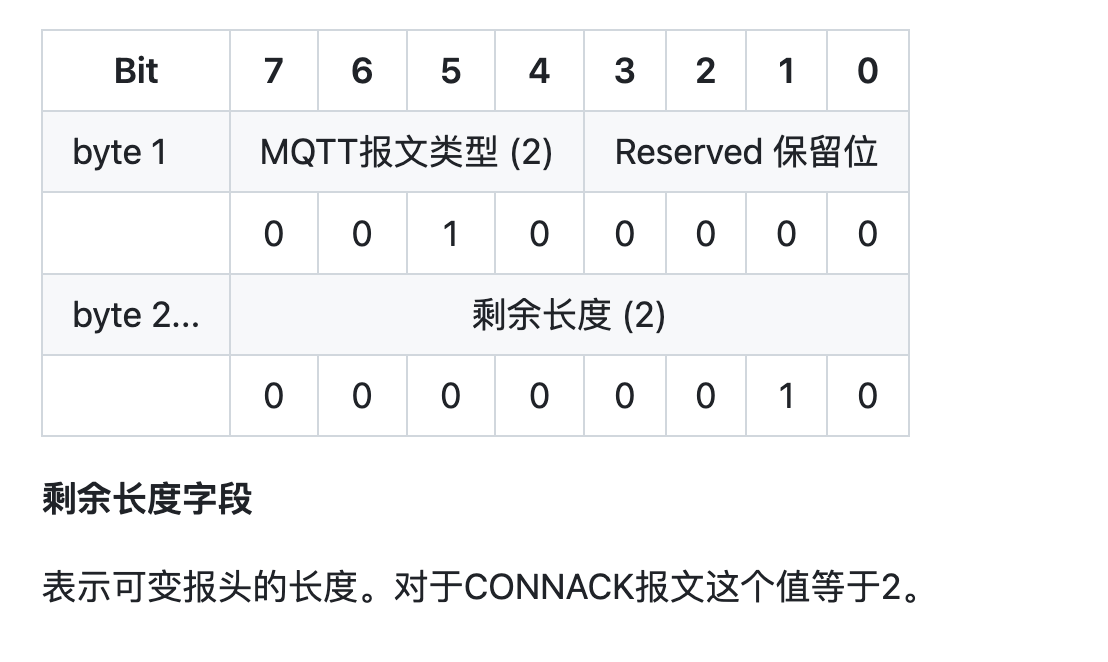 Bit 7 6 5 4 3 2 1 0
byte 1 MQTT报文类型 (2) Reserved 保留位
0 0 1 0 0 0 0 0
byte 2... 剩余长度 (2)
0 0 0 0 0 0 1 0
剩余长度字段
表示可变报头的长度。对于CONNACK报文这个值等于2。